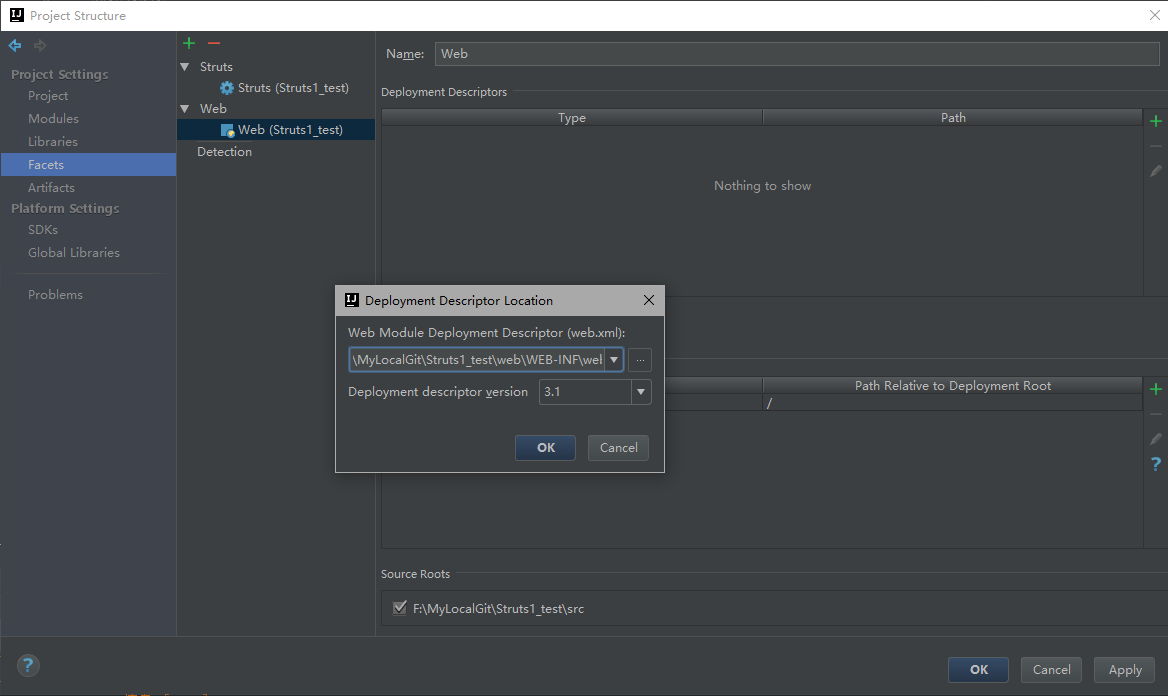 Project Structure
Project Settings
Project
Modules
Libraries
Facets
Artifacts
Platform Settings
SDKs
Global Libraries
Problems
Struts
Struts (Struts1_test)
Web
Web (Struts1_test)
Detection
Name: Web
Deployment Descriptors
Type Path
Nothing to show
Deployment Descriptor Location
Web Module Deployment Descriptor (web.xml):
\MyLocalGit\Struts1_test\web\WEB-INF\wel
...
Deployment descriptor version 3.1
OK Cancel
Path Relative to Deployment Root
/
Source Roots
F:\MyLocalGit\Struts1_test\src
? OK Cancel Apply